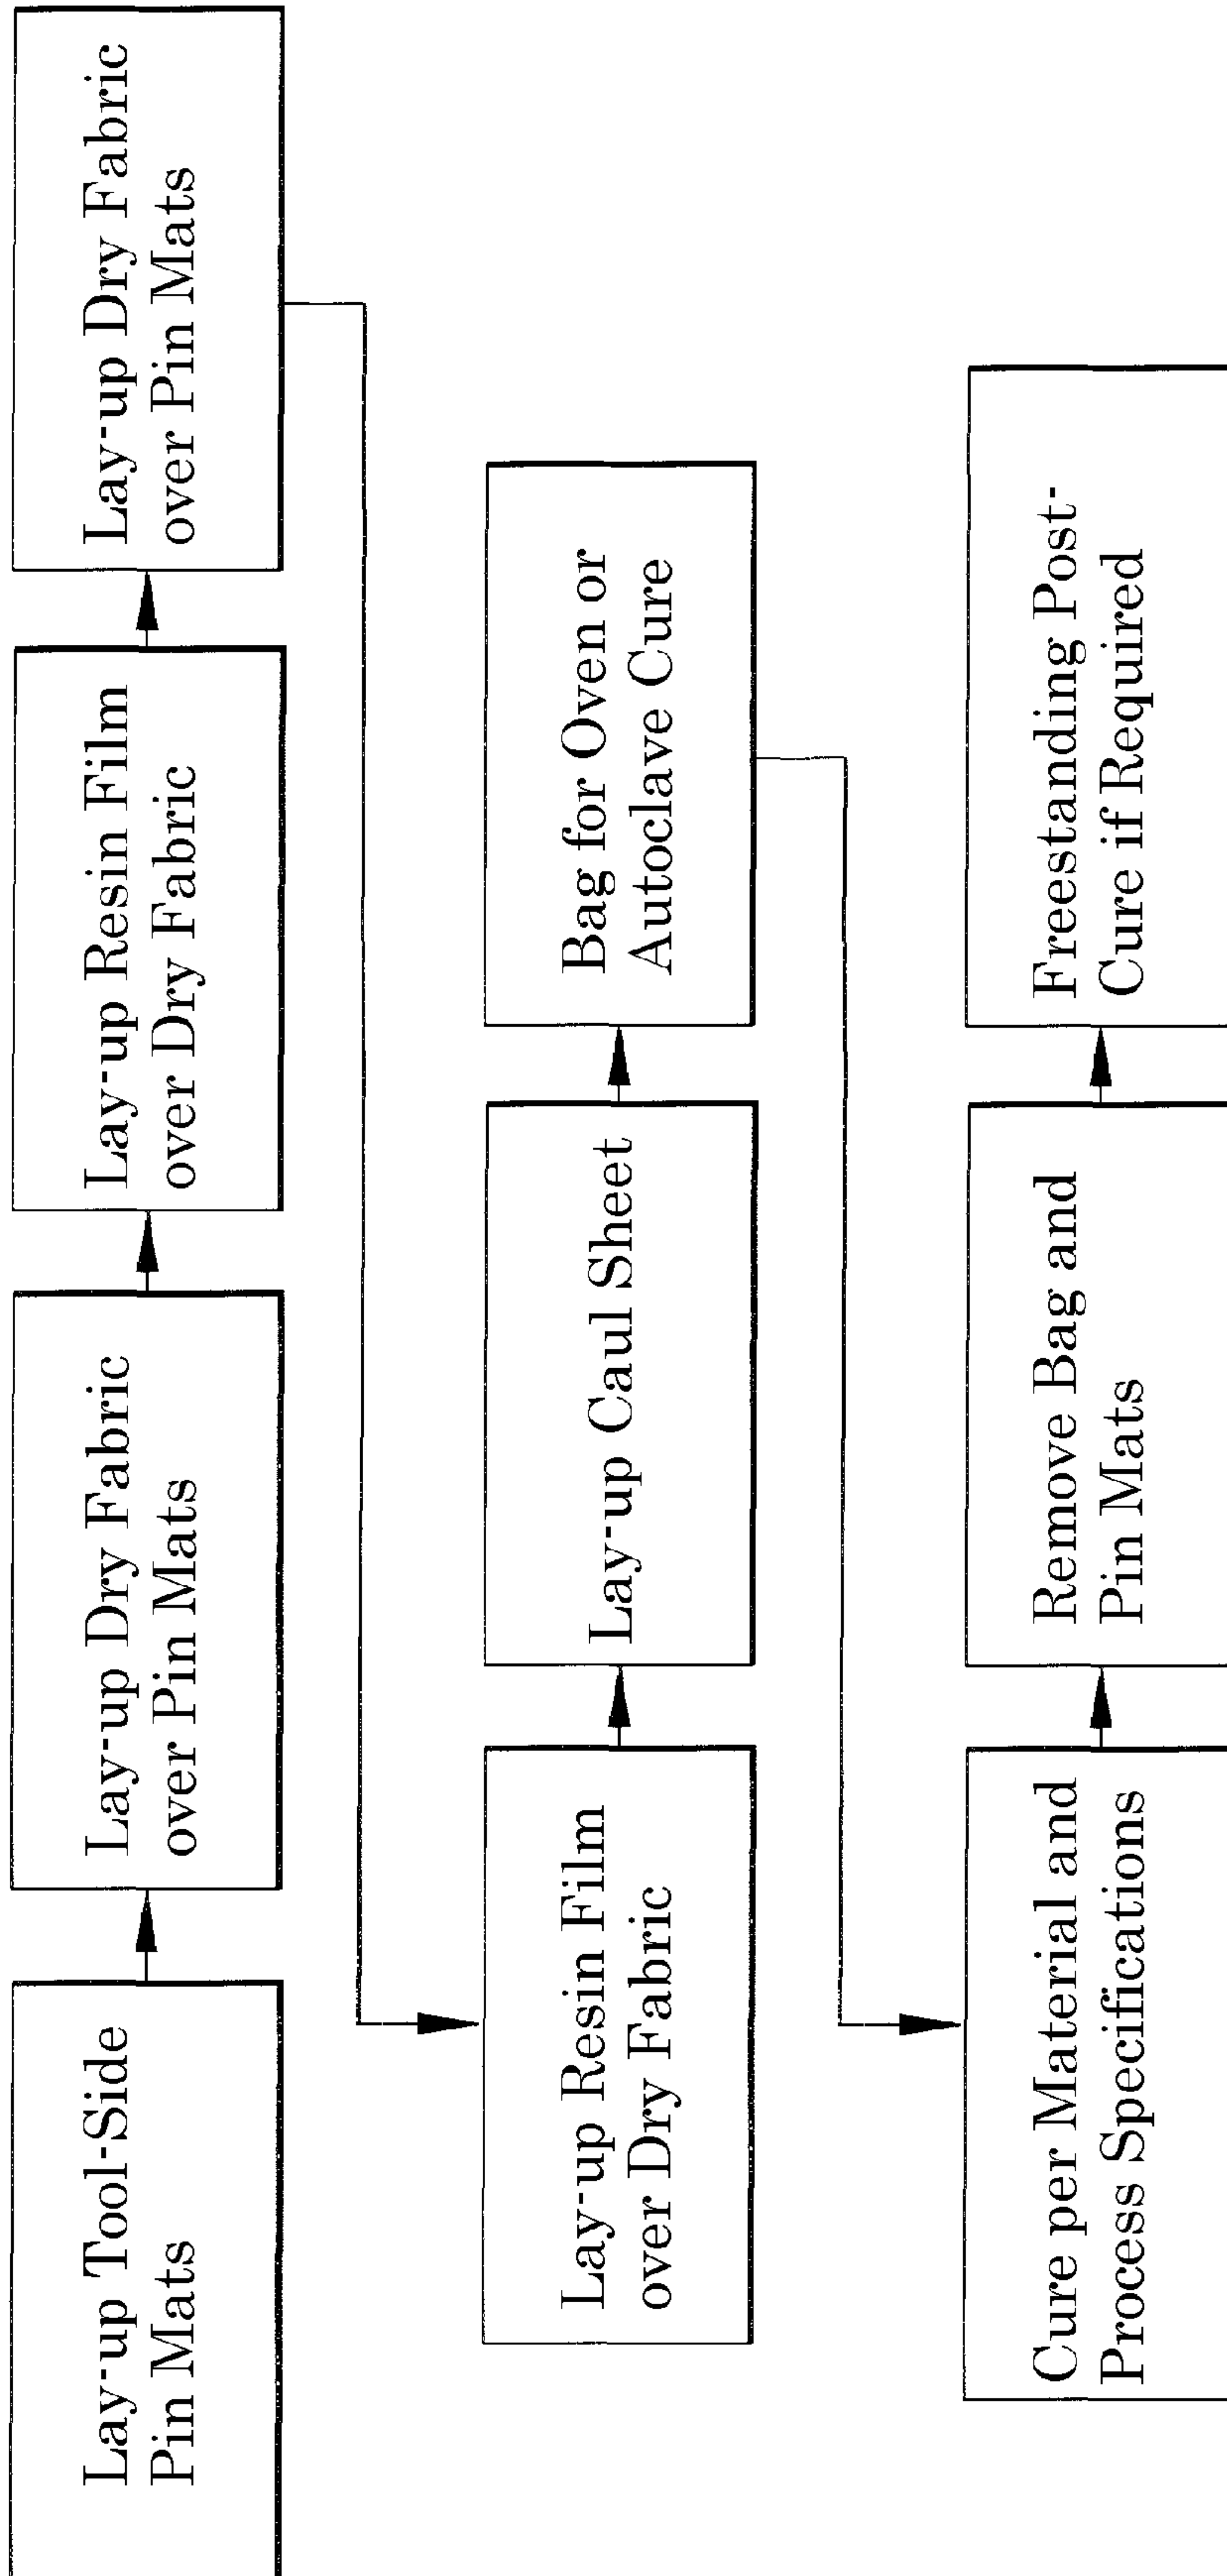 Lay-up Tool-Side
Pin Mats
Lay-up Dry Fabric
over Pin Mats
Lay-up Resin Film
over Dry Fabric
Lay-up Dry Fabric
over Pin Mats
Lay-up Resin Film
over Dry Fabric
Lay-up Caul Sheet
Bag for Oven or
Autoclave Cure
Cure per Material and
Process Specifications
Remove Bag and
Pin Mats
Freestanding Post-
Cure if Required